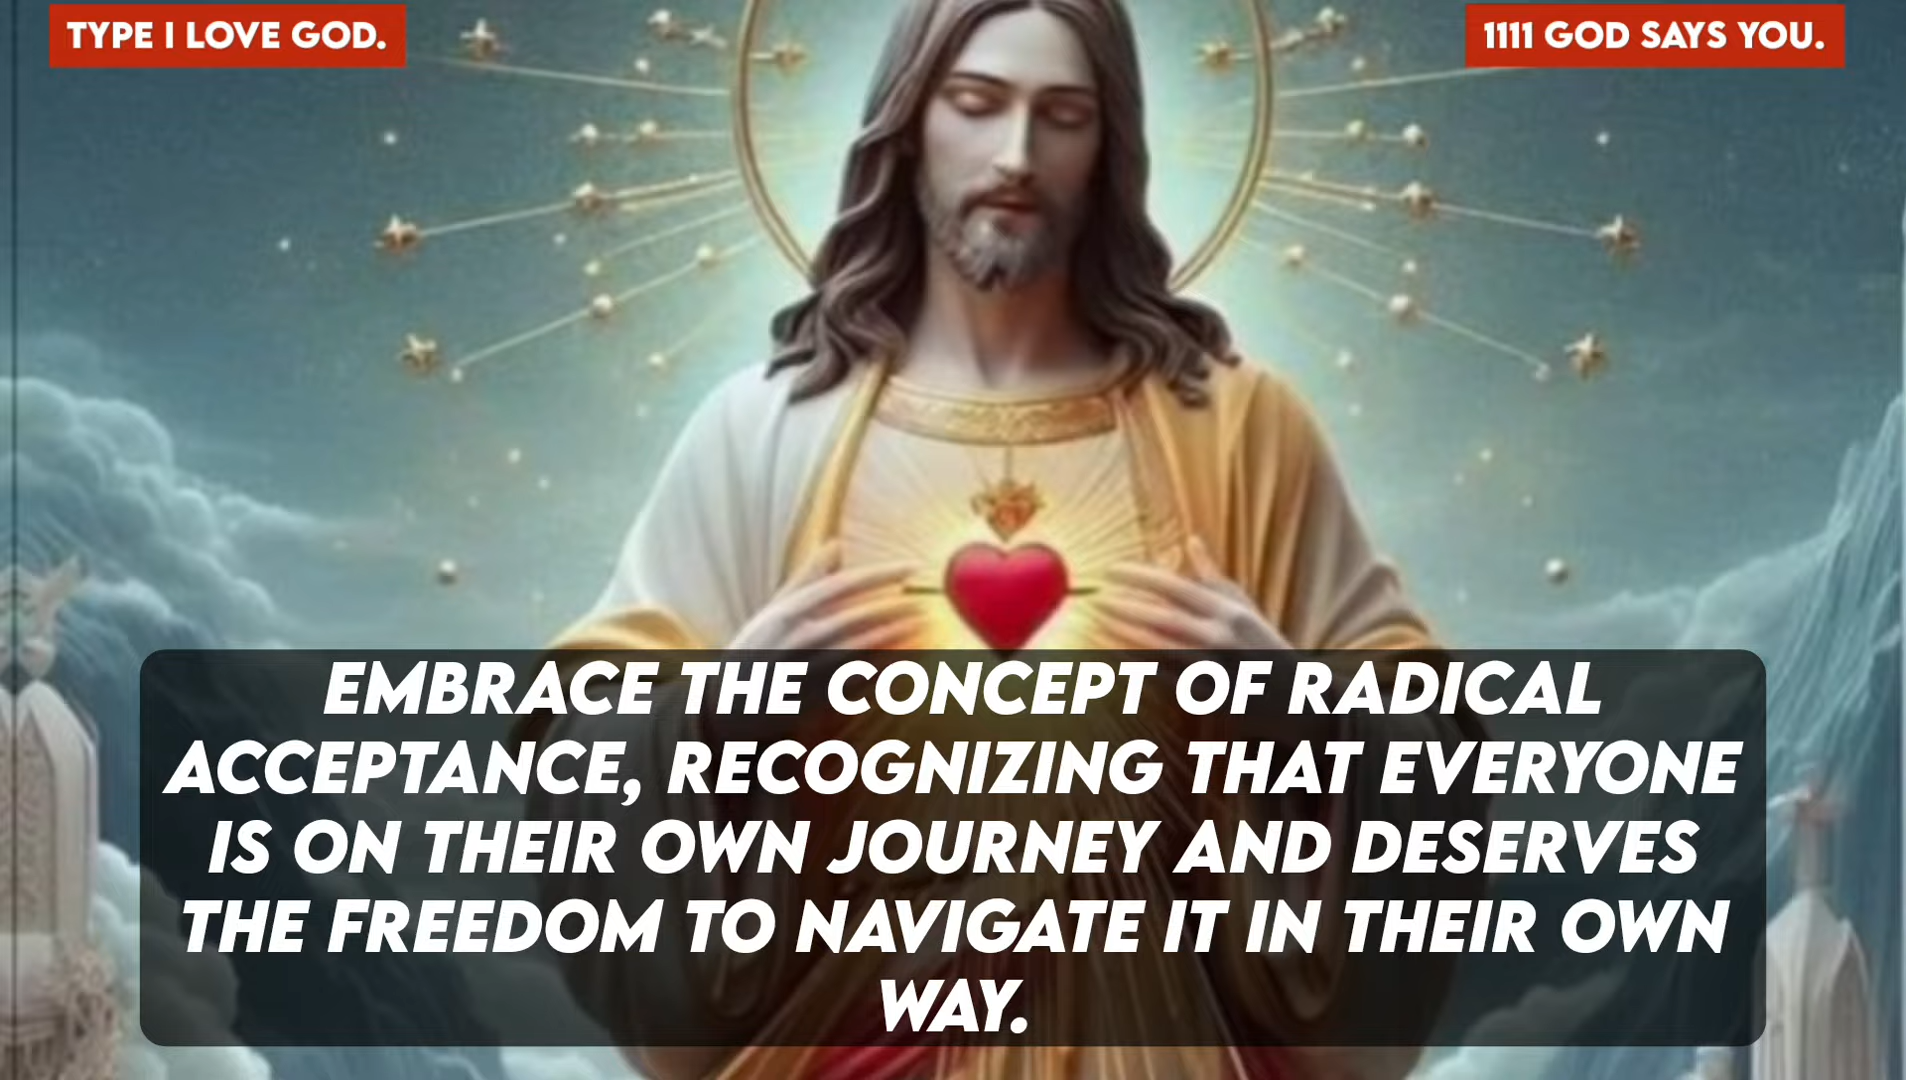 TYPE I LOVE GOD.
1111 GOD SAYS YOU.
EMBRACE THE CONCEPT OF RADICAL
ACCEPTANCE, RECOGNIZING THAT EVERYONE
IS ON THEIR OWN JOURNEY AND DESERVES
THE FREEDOM TO NAVIGATE IT IN THEIR OWN
WAY.